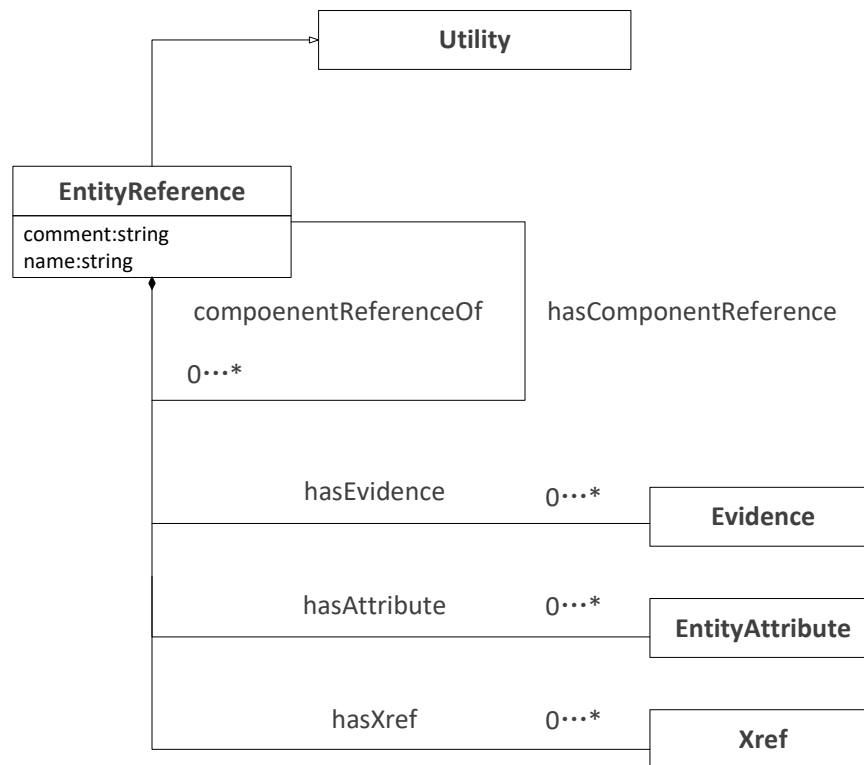 Utility
EntityReference
comment:string
name:string
compoenentReferenceOf
hasComponentReference
0···*
hasEvidence
0···*
Evidence
hasAttribute
0···*
EntityAttribute
hasXref
0···*
Xref